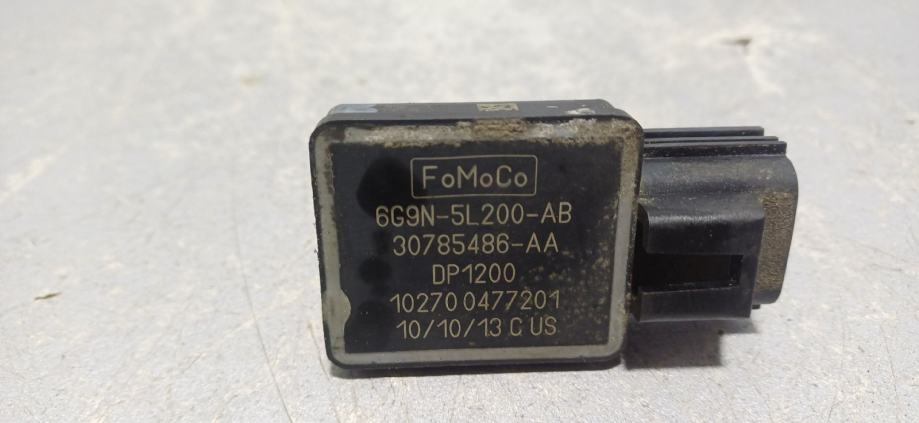 FoMoCo
6G9N-5L200-AB
30785486-AA
DP1200
10270 0477201
10/10/13 C US